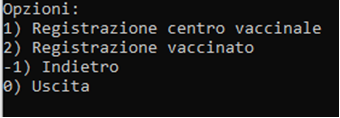 Opzioni:
1) Registrazione centro vaccinale
2) Registrazione vaccinato
-1) Indietro
0) Uscita